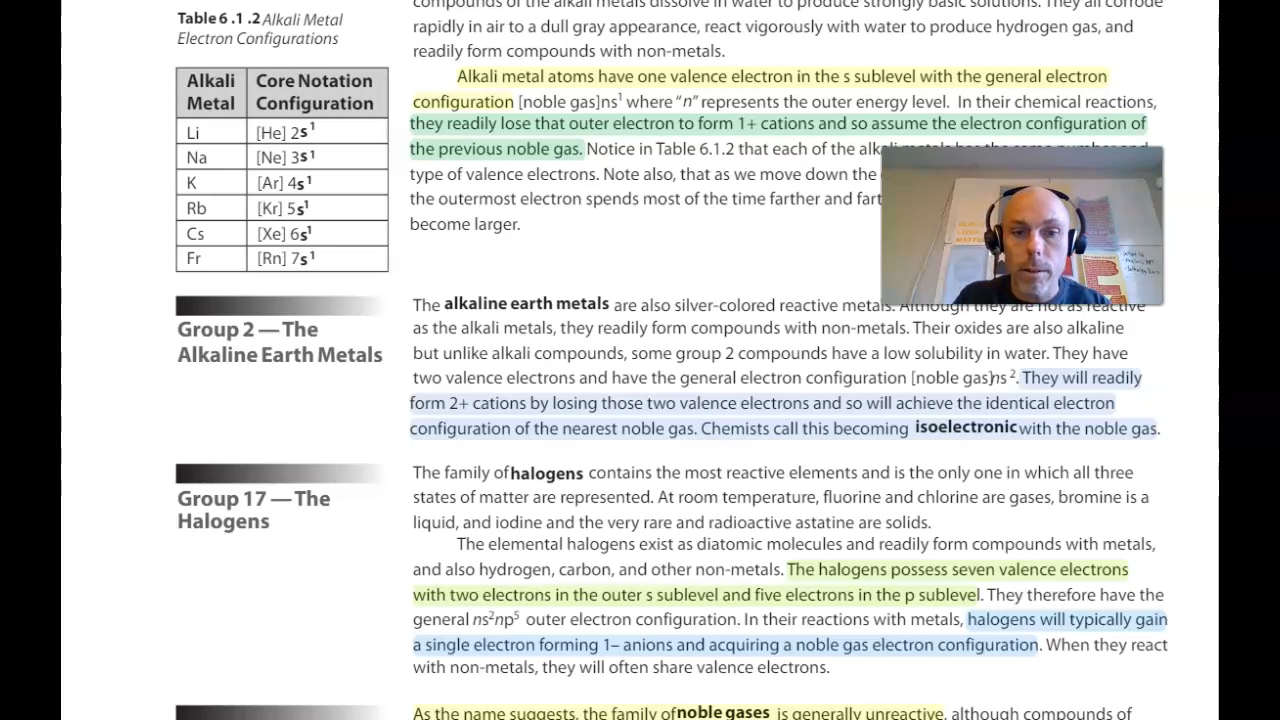 compounds of the alkali metals dissolve in water to produce strongly basic solutions. They all corrode
rapidly in air to a dull gray appearance, react vigorously with water to produce hydrogen gas, and
readily form compounds with non-metals.
Table 6 .1 .2 Alkali Metal
Electron Configurations
Alkali Metal Core Notation Configuration
Li [He] 2s¹
Na [Ne] 3s¹
K [Ar] 4s¹
Rb [Kr] 5s¹
Cs [Xe] 6s¹
Fr [Rn] 7s¹
Alkali metal atoms have one valence electron in the s sublevel with the general electron
configuration [noble gas]ns¹ where “n” represents the outer energy level. In their chemical reactions,
they readily lose that outer electron to form 1+ cations and so assume the electron configuration of
the previous noble gas. Notice in Table 6.1.2 that each of the alkali metals has the same number and
type of valence electrons. Note also, that as we move down the
the outermost electron spends most of the time farther and
become larger.
Group 2 — The
Alkaline Earth Metals
The alkaline earth metals are also silver-colored reactive metals. Although they are not as reactive
as the alkali metals, they readily form compounds with non-metals. Their oxides are also alkaline
but unlike alkali compounds, some group 2 compounds have a low solubility in water. They have
two valence electrons and have the general electron configuration [noble gas]ns ². They will readily
form 2+ cations by losing those two valence electrons and so will achieve the identical electron
configuration of the nearest noble gas. Chemists call this becoming isoelectronic with the noble gas.
Group 17 — The
Halogens
The family of halogens contains the most reactive elements and is the only one in which all three
states of matter are represented. At room temperature, fluorine and chlorine are gases, bromine is a
liquid, and iodine and the very rare and radioactive astatine are solids.
The elemental halogens exist as diatomic molecules and readily form compounds with metals,
and also hydrogen, carbon, and other non-metals. The halogens possess seven valence electrons
with two electrons in the outer s sublevel and five electrons in the p sublevel. They therefore have the
general ns²np⁵ outer electron configuration. In their reactions with metals, halogens will typically gain
a single electron forming 1– anions and acquiring a noble gas electron configuration. When they react
with non-metals, they will often share valence electrons.
As the name suggests, the family of noble gases is generally unreactive, although compounds of